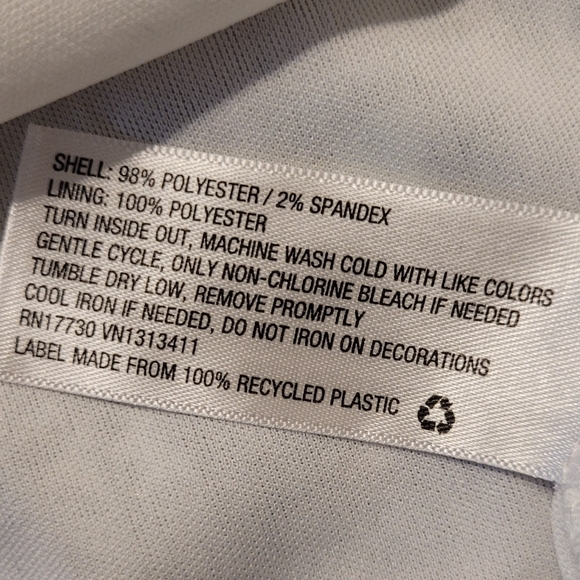 SHELL: 98% POLYESTER / 2% SPANDEX
LINING: 100% POLYESTER
TURN INSIDE OUT, MACHINE WASH COLD WITH LIKE COLORS
GENTLE CYCLE, ONLY NON-CHLORINE BLEACH IF NEEDED
TUMBLE DRY LOW, REMOVE PROMPTLY
COOL IRON IF NEEDED, DO NOT IRON ON DECORATIONS
RN17730 VN1313411
LABEL MADE FROM 100% RECYCLED PLASTIC